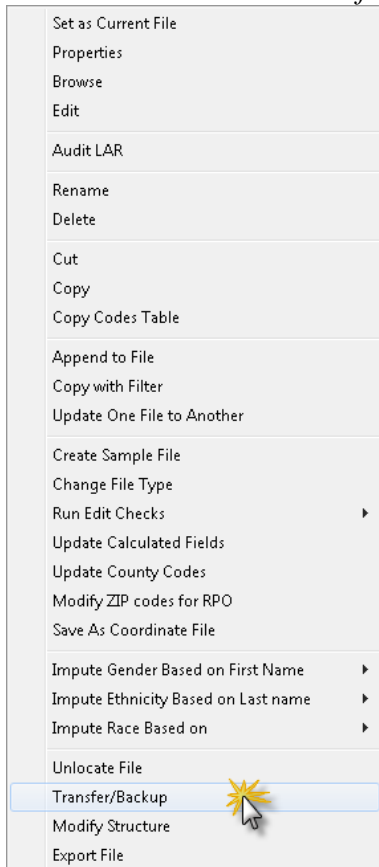 Set as Current File
Properties
Browse
Edit
Audit LAR
Rename
Delete
Cut
Copy
Copy Codes Table
Append to File
Copy with Filter
Update One File to Another
Create Sample File
Change File Type
Run Edit Checks
Update Calculated Fields
Update County Codes
Modify ZIP codes for RPO
Save As Coordinate File
Impute Gender Based on First Name
Impute Ethnicity Based on Last name
Impute Race Based on
Unlocate File
Transfer/Backup
Modify Structure
Export File